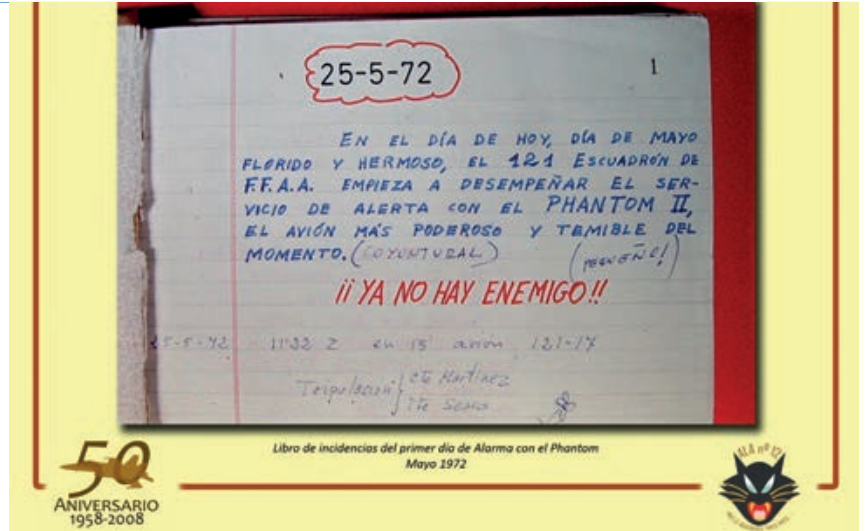 25-5-72
1
EN EL DÍA DE HOY, DÍA DE MAYO
FLORIDO Y HERMOSO, EL 121 ESCUADRÓN DE
F.F.A.A. EMPIEZA A DESEMPEÑAR EL SER-
VICIO DE ALERTA CON EL PHANTOM II,
EL AVIÓN MÁS PODEROSO Y TEMIBLE DEL
MOMENTO. (COYUNTURAL) (PEQUEÑO!)
¡¡ YA NO HAY ENEMIGO!!
25-5-72 11'32 Z en 15 avión 121-17
Tripulación } Cte Martinez
Tte
Libro de incidencias del primer día de Alarma con el Phantom
Mayo 1972
50
ANIVERSARIO
1958-2008
ALA nº 12